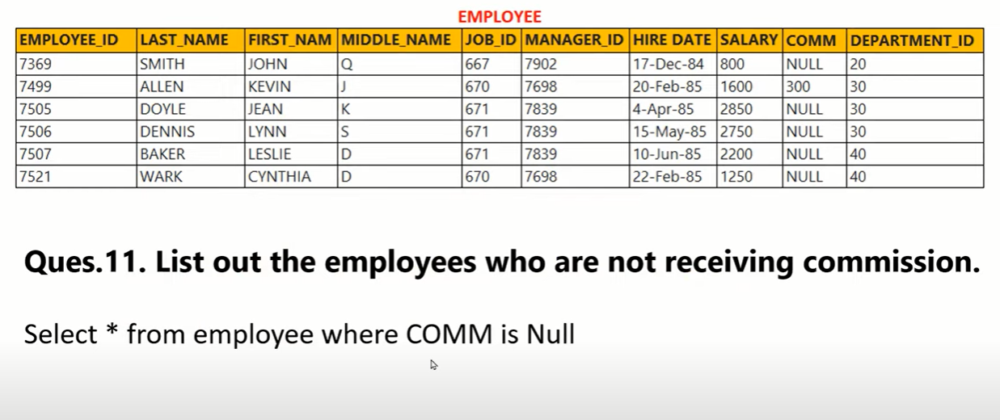 EMPLOYEE
EMPLOYEE_ID LAST_NAME FIRST_NAM MIDDLE_NAME JOB_ID MANAGER_ID HIRE DATE SALARY COMM DEPARTMENT_ID
7369 SMITH JOHN Q 667 7902 17-Dec-84 800 NULL 20
7499 ALLEN KEVIN J 670 7698 20-Feb-85 1600 300 30
7505 DOYLE JEAN K 671 7839 4-Apr-85 2850 NULL 30
7506 DENNIS LYNN S 671 7839 15-May-85 2750 NULL 30
7507 BAKER LESLIE D 671 7839 10-Jun-85 2200 NULL 40
7521 WARK CYNTHIA D 670 7698 22-Feb-85 1250 NULL 40
Ques.11. List out the employees who are not receiving commission.
Select * from employee where COMM is Null